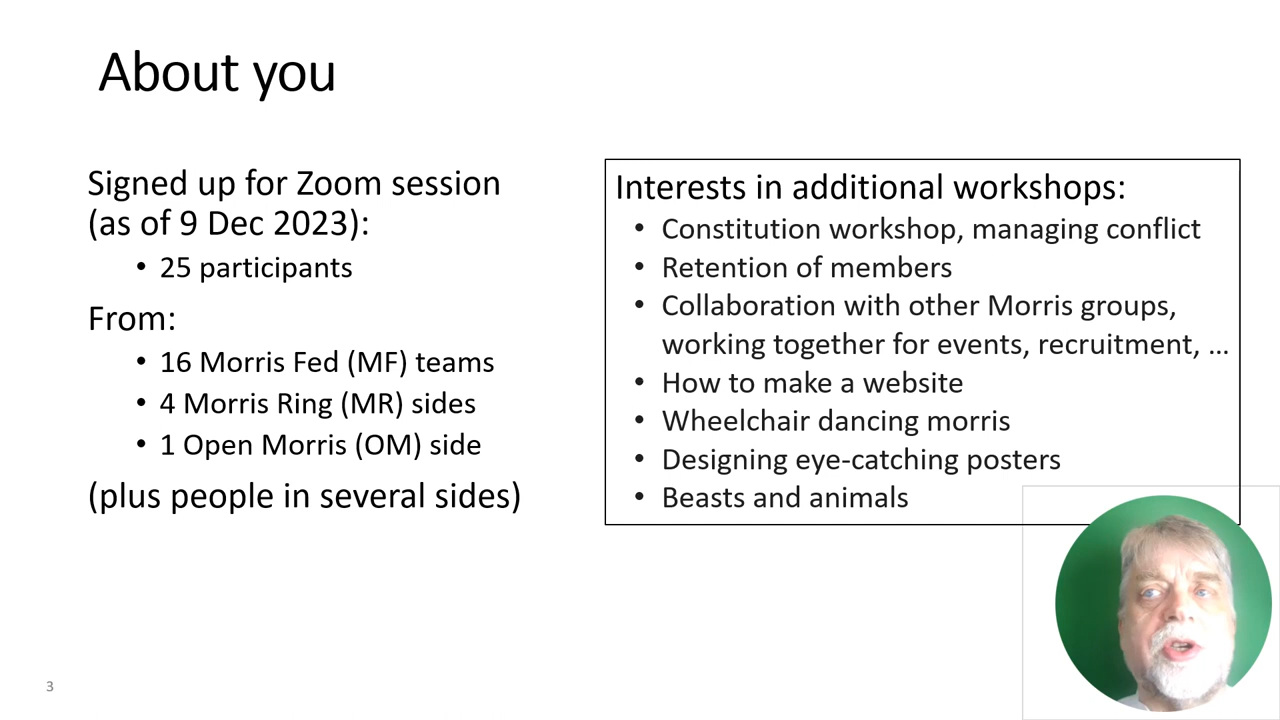 About you
Signed up for Zoom session
(as of 9 Dec 2023):
• 25 participants
From:
• 16 Morris Fed (MF) teams
• 4 Morris Ring (MR) sides
• 1 Open Morris (OM) side
(plus people in several sides)
Interests in additional workshops:
• Constitution workshop, managing conflict
• Retention of members
• Collaboration with other Morris groups,
working together for events, recruitment, ...
• How to make a website
• Wheelchair dancing morris
• Designing eye-catching posters
• Beasts and animals
3